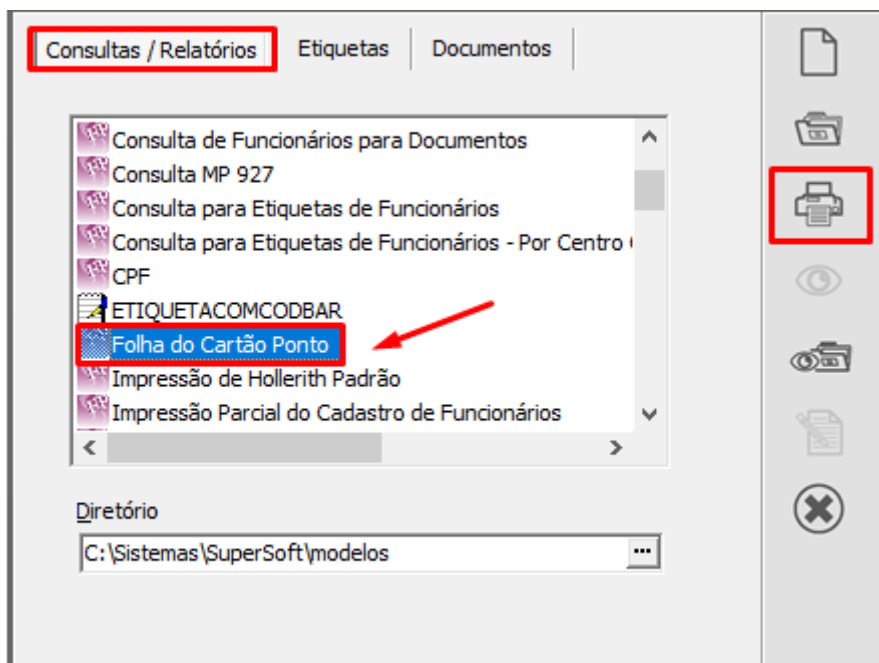 Consultas / Relatórios
Etiquetas
Documentos
Consulta de Funcionários para Documentos
Consulta MP 927
Consulta para Etiquetas de Funcionários
Consulta para Etiquetas de Funcionários - Por Centro
CPF
ETIQUETACOMCODBAR
Folha do Cartão Ponto
Impressão de Hollerith Padrão
Impressão Parcial do Cadastro de Funcionários
Diretório
C:\Sistemas\SuperSoft\modelos
...